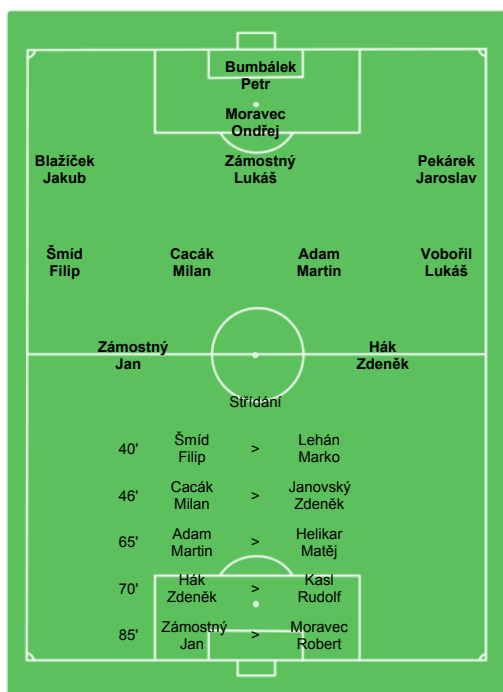 Bumbálek
Petr
Moravec
Ondřej
Blažíček
Jakub
Zámostný
Lukáš
Pekárek
Jaroslav
Šmíd
Filip
Cacák
Milan
Adam
Martin
Vobořil
Lukáš
Zámostný
Jan
Hák
Zdeněk
Střídání
40' Šmíd Filip > Lehán Marko
46' Cacák Milan > Janovský Zdeněk
65' Adam Martin > Helikar Matěj
70' Hák Zdeněk > Kasl Rudolf
85' Zámostný Jan > Moravec Robert